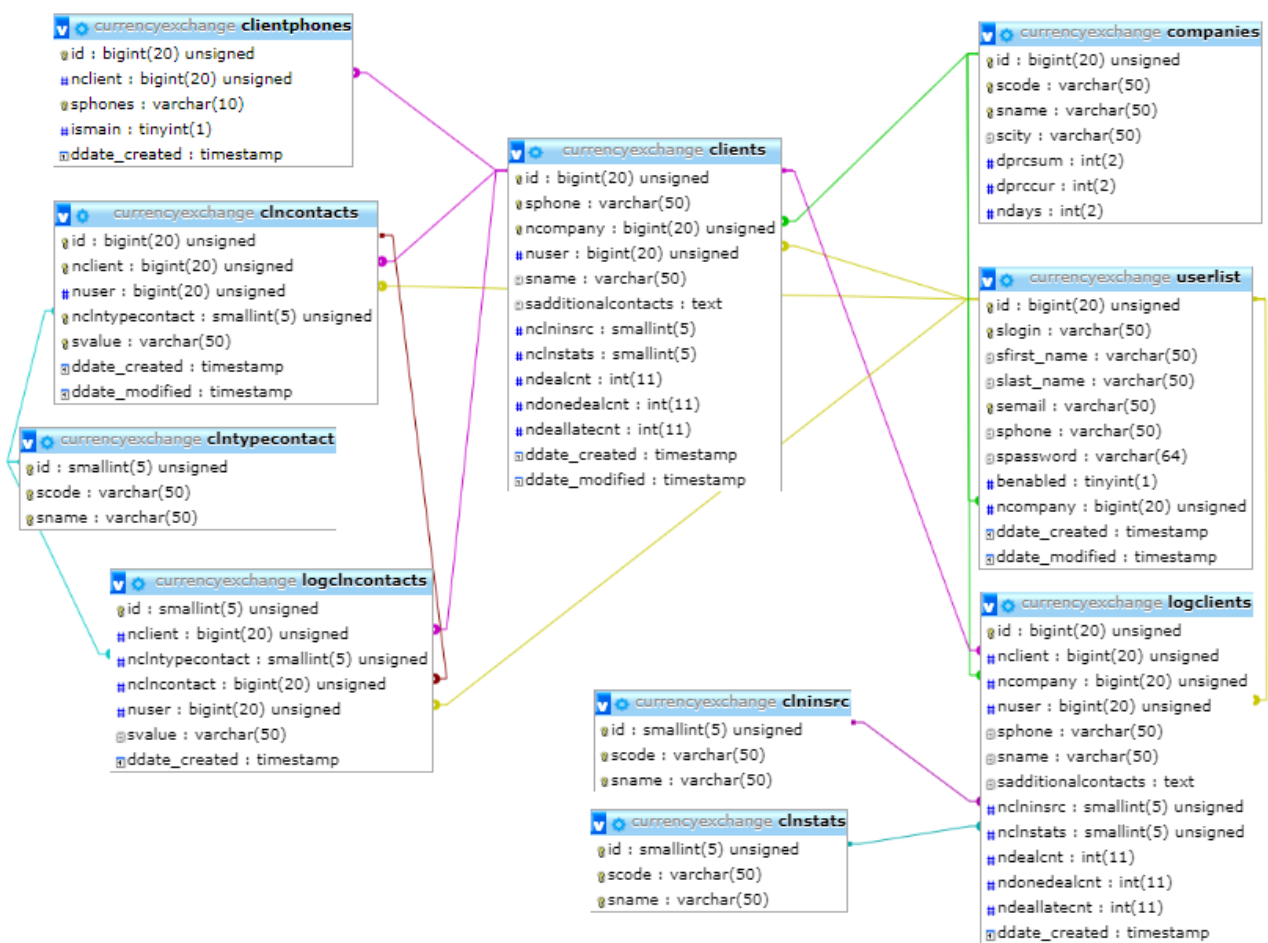 currencyexchange clientphones
id : bigint(20) unsigned
nclient : bigint(20) unsigned
sphones : varchar(10)
ismain : tinyint(1)
ddate_created : timestamp
currencyexchange clncontacts
id : bigint(20) unsigned
nclient : bigint(20) unsigned
nuser : bigint(20) unsigned
nclntypecontact : smallint(5) unsigned
svalue : varchar(50)
ddate_created : timestamp
ddate_modified : timestamp
currencyexchange clntypecontact
id : smallint(5) unsigned
scode : varchar(50)
sname : varchar(50)
currencyexchange logclncontacts
id : smallint(5) unsigned
nclient : bigint(20) unsigned
nclntypecontact : smallint(5) unsigned
nclncontact : bigint(20) unsigned
nuser : bigint(20) unsigned
svalue : varchar(50)
ddate_created : timestamp
currencyexchange clients
id : bigint(20) unsigned
sphone : varchar(50)
ncompany : bigint(20) unsigned
nuser : bigint(20) unsigned
sname : varchar(50)
sadditionalcontacts : text
nclninsrc : smallint(5)
nclnstats : smallint(5)
ndealcnt : int(11)
ndonedealcnt : int(11)
ndeallatecnt : int(11)
ddate_created : timestamp
ddate_modified : timestamp
currencyexchange clninsrc
id : smallint(5) unsigned
scode : varchar(50)
sname : varchar(50)
currencyexchange clnstats
id : smallint(5) unsigned
scode : varchar(50)
sname : varchar(50)
currencyexchange companies
id : bigint(20) unsigned
scode : varchar(50)
sname : varchar(50)
scity : varchar(50)
dprcsum : int(2)
dprccur : int(2)
ndays : int(2)
currencyexchange userlist
id : bigint(20) unsigned
slogin : varchar(50)
sfirst_name : varchar(50)
slast_name : varchar(50)
semail : varchar(50)
sphone : varchar(50)
spassword : varchar(64)
benabled : tinyint(1)
ncompany : bigint(20) unsigned
ddate_created : timestamp
ddate_modified : timestamp
currencyexchange logclients
id : bigint(20) unsigned
nclient : bigint(20) unsigned
ncompany : bigint(20) unsigned
nuser : bigint(20) unsigned
sphone : varchar(50)
sname : varchar(50)
sadditionalcontacts : text
nclninsrc : smallint(5) unsigned
nclnstats : smallint(5) unsigned
ndealcnt : int(11)
ndonedealcnt : int(11)
ndeallatecnt : int(11)
ddate_created : timestamp